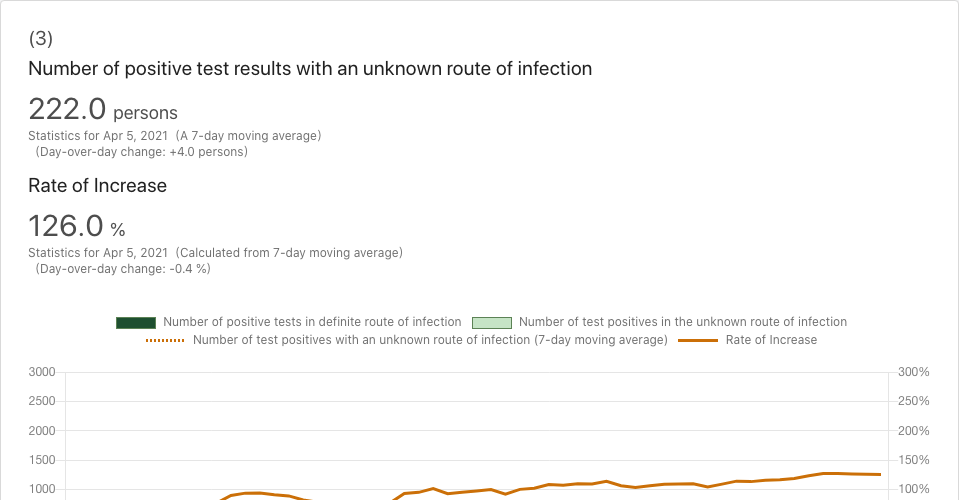 (3)
Number of positive test results with an unknown route of infection
222.0 persons
Statistics for Apr 5, 2021 (A 7-day moving average)
(Day-over-day change: +4.0 persons)
Rate of Increase
126.0 %
Statistics for Apr 5, 2021 (Calculated from 7-day moving average)
(Day-over-day change: -0.4 %)
Number of positive tests in definite route of infection Number of test positives in the unknown route of infection
Number of test positives with an unknown route of infection (7-day moving average) Rate of Increase
3000 300%
2500 250%
2000 200%
1500 150%
1000 100%